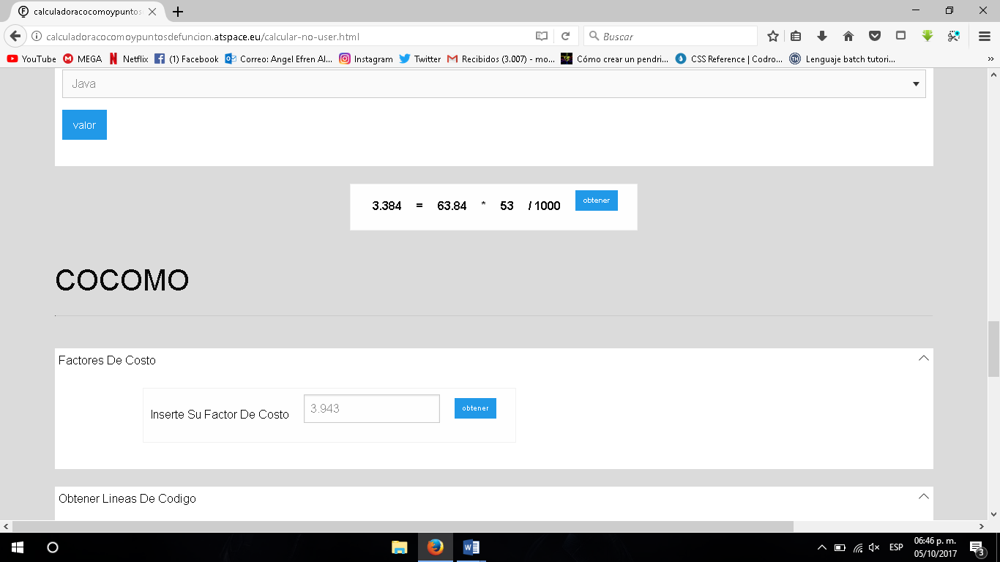 calculadoracocomoypuntos
calculadoracocomoypuntosdefuncion.atspace.eu/calcular-no-user.html
Buscar
YouTube MEGA Netflix (1) Facebook Correo: Angel Efren Al... Instagram Twitter Recibidos (3.007) - mo... Cómo crear un pendri... CSS Reference | Codro... Lenguaje batch tutori...
Java
valor
3.384 = 63.84 * 53 / 1000 obtener
COCOMO
Factores De Costo
Inserte Su Factor De Costo 3.943 obtener
Obtener Lineas De Codigo
ESP 06:46 p. m.
05/10/2017 3